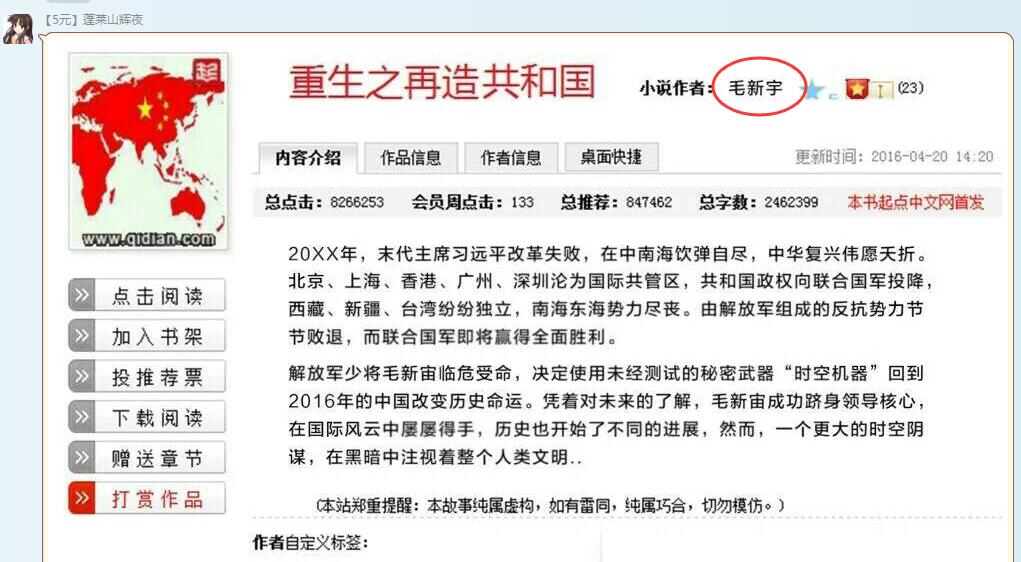 【5元】蓬莱山辉夜
起
www.qidian.com
重生之再造共和国
小说作者：毛新宇 (23)
内容介绍 作品信息 作者信息 桌面快捷
更新时间：2016-04-20 14:20
总点击：8266253 会员周点击：133 总推荐：847462 总字数：2462399 本书起点中文网首发
20XX年，末代主席习远平改革失败，在中南海饮弹自尽，中华复兴伟愿夭折。
北京、上海、香港、广州、深圳沦为国际共管区，共和国政权向联合国军投降，
西藏、新疆、台湾纷纷独立，南海东海势力尽丧。由解放军组成的反抗势力节
节败退，而联合国军即将赢得全面胜利。
解放军少将毛新宙临危受命，决定使用未经测试的秘密武器“时空机器”回到
2016年的中国改变历史命运。凭着对未来的了解，毛新宙成功跻身领导核心，
在国际风云中屡屡得手，历史也开始了不同的进展，然而，一个更大的时空阴
谋，在黑暗中注视着整个人类文明..
（本站郑重提醒：本故事纯属虚构，如有雷同，纯属巧合，切勿模仿。）
作者自定义标签：
点击阅读
加入书架
投推荐票
下载阅读
赠送章节
打赏作品